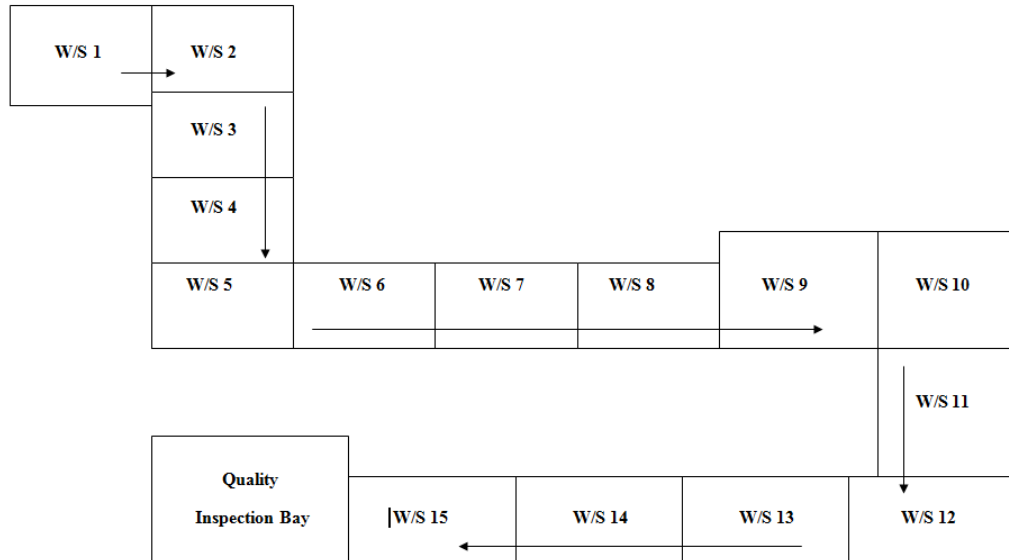 W/S 1
W/S 2
W/S 3
W/S 4
W/S 5
W/S 6
W/S 7
W/S 8
W/S 9
W/S 10
W/S 11
Quality
Inspection Bay
W/S 15
W/S 14
W/S 13
W/S 12